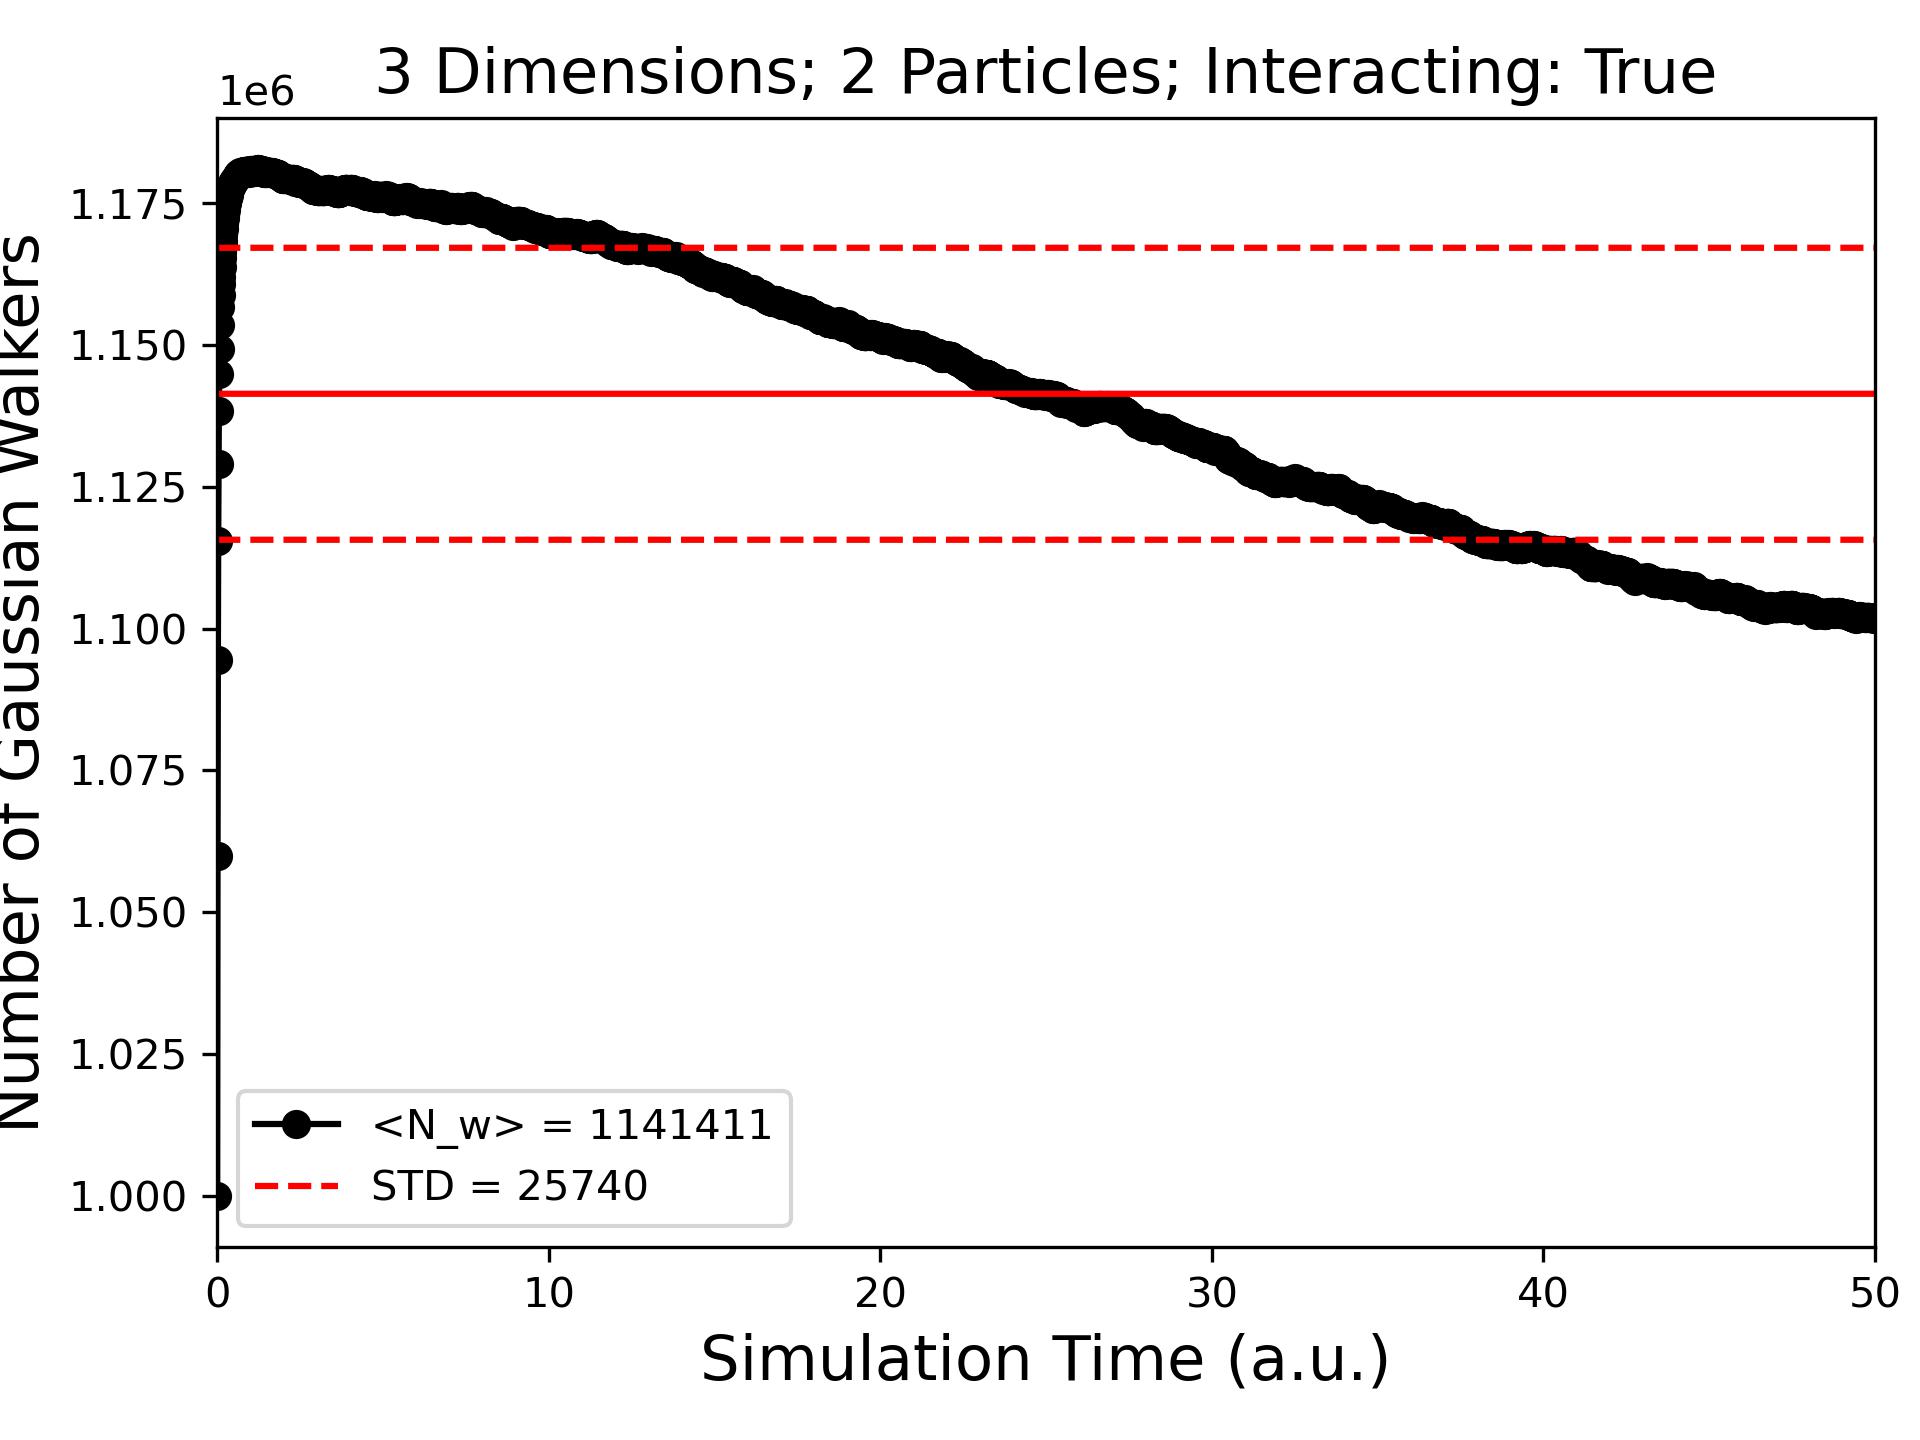 3 Dimensions; 2 Particles; Interacting: True
1e6
Number of Gaussian Walkers
1.175
1.150
1.125
1.100
1.075
1.050
1.025
1.000
<N_w> = 1141411
STD = 25740
0 10 20 30 40 50
Simulation Time (a.u.)